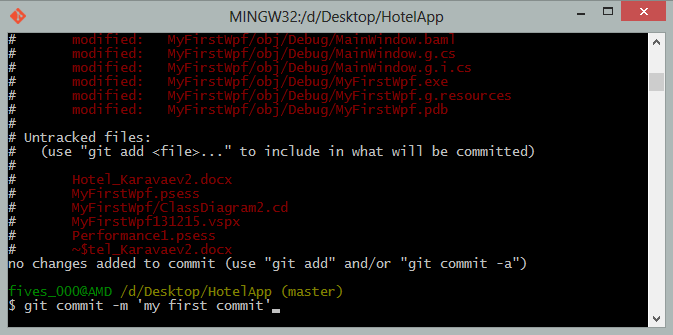 MINGW32:/d/Desktop/HotelApp
#       modified:   MyFirstWpf/obj/Debug/MainWindow.baml
#       modified:   MyFirstWpf/obj/Debug/MainWindow.g.cs
#       modified:   MyFirstWpf/obj/Debug/MainWindow.g.i.cs
#       modified:   MyFirstWpf/obj/Debug/MyFirstWpf.exe
#       modified:   MyFirstWpf/obj/Debug/MyFirstWpf.g.resources
#       modified:   MyFirstWpf/obj/Debug/MyFirstWpf.pdb
#
# Untracked files:
#   (use "git add <file>..." to include in what will be committed)
#
#       Hotel_Karavaev2.docx
#       MyFirstWpf.psess
#       MyFirstWpf/ClassDiagram2.cd
#       MyFirstWpf131215.vspx
#       Performance1.psess
#       ~$tel_Karavaev2.docx
no changes added to commit (use "git add" and/or "git commit -a")
fives_000@AMD /d/Desktop/HotelApp (master)
$ git commit -m 'my first commit'